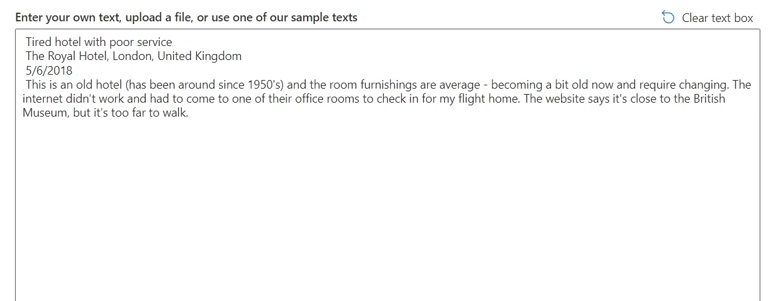 Enter your own text, upload a file, or use one of our sample texts
Clear text box
Tired hotel with poor service
The Royal Hotel, London, United Kingdom
5/6/2018
This is an old hotel (has been around since 1950's) and the room furnishings are average - becoming a bit old now and require changing. The
internet didn't work and had to come to one of their office rooms to check in for my flight home. The website says it's close to the British
Museum, but it's too far to walk.